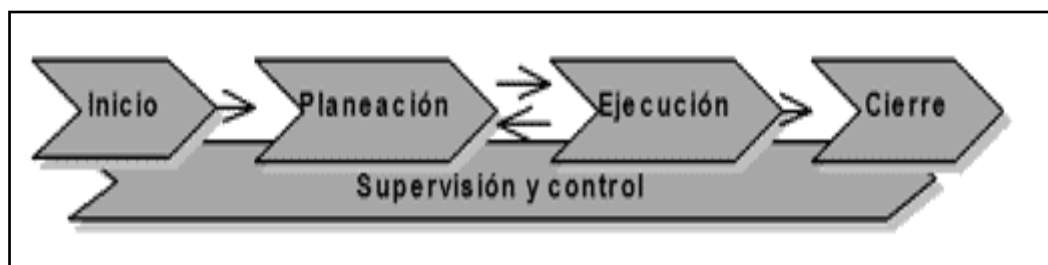 Inicio
Planeación
Ejecución
Cierre
Supervisión y control